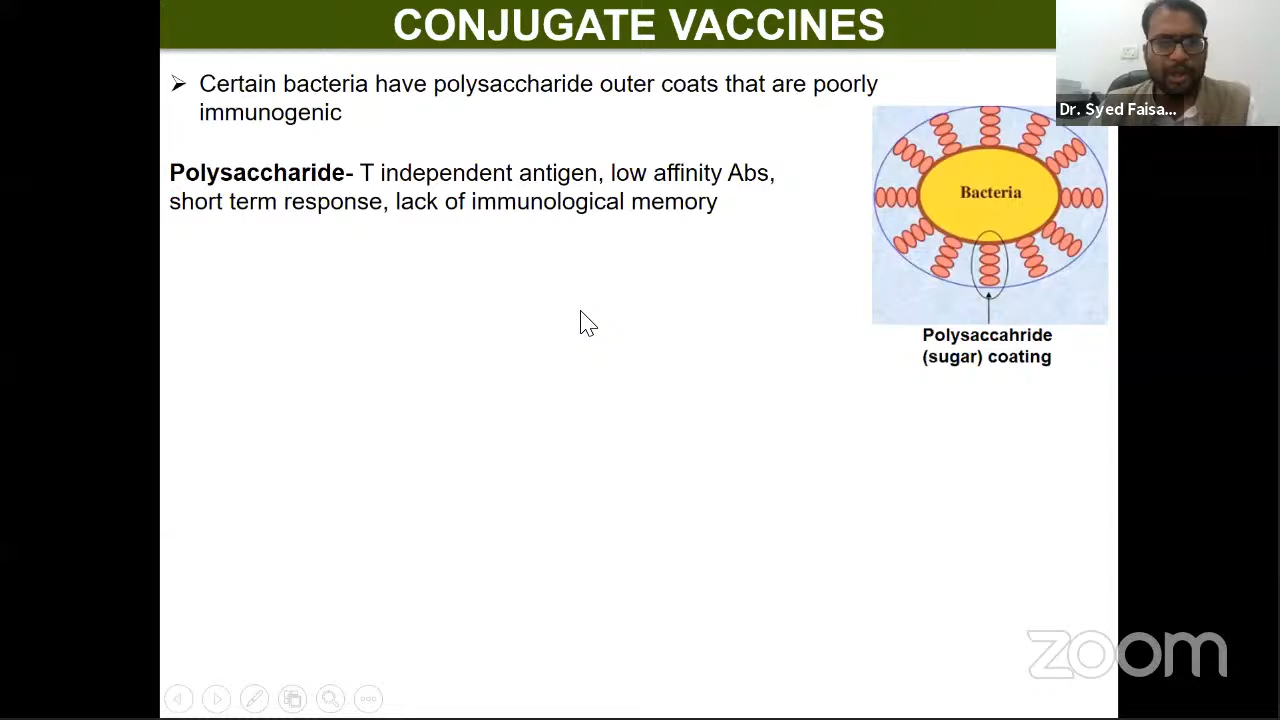 CONJUGATE VACCINES
Dr. Syed Faisa...
➢ Certain bacteria have polysaccharide outer coats that are poorly
immunogenic
Polysaccharide- T independent antigen, low affinity Abs,
short term response, lack of immunological memory
Bacteria
Polysaccahride
(sugar) coating
zoom